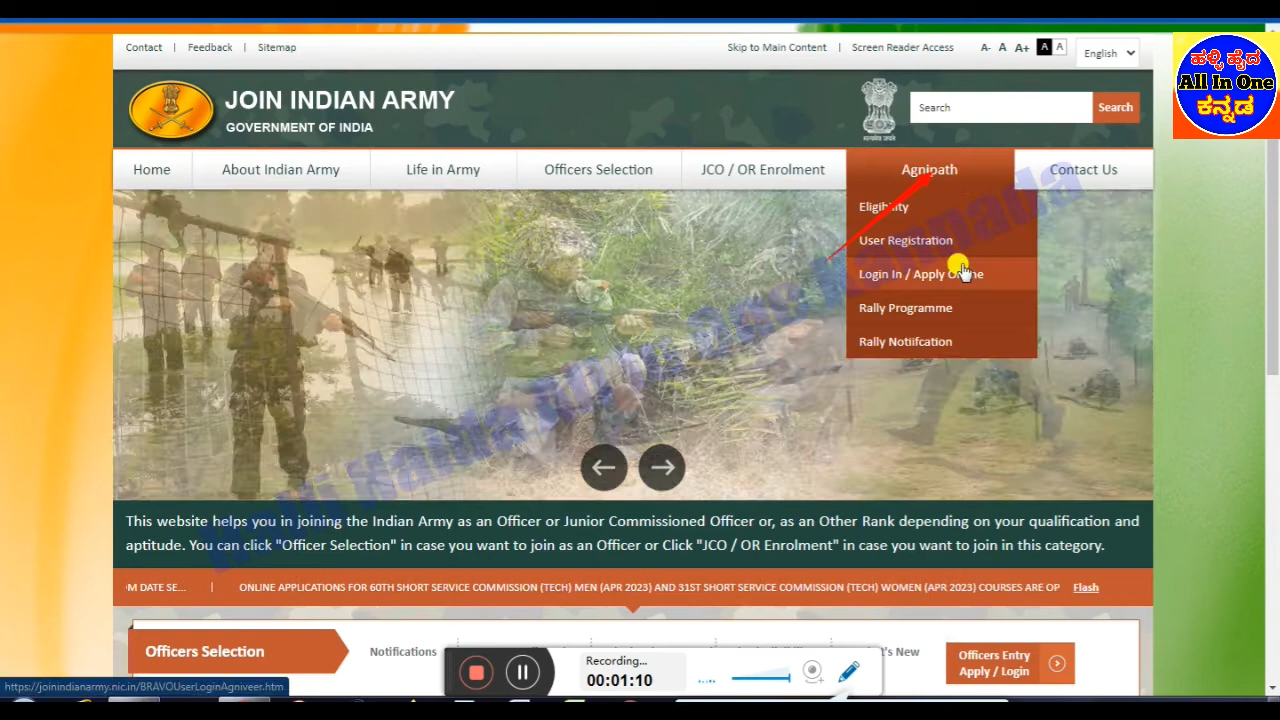 Contact | Feedback | Sitemap
Skip to Main Content | Screen Reader Access A- A A+ A A English
JOIN INDIAN ARMY
GOVERNMENT OF INDIA
सत्यमेव जयते
Search Search
ಹಳ್ಳಿ ಹೈದ
All In One
ಕನ್ನಡ
Home About Indian Army Life in Army Officers Selection JCO / OR Enrolment Agnipath Contact Us
Eligibility
User Registration
Login In / Apply Online
Rally Programme
Rally Notiifcation
This website helps you in joining the Indian Army as an Officer or Junior Commissioned Officer or, as an Other Rank depending on your qualification and
aptitude. You can click "Officer Selection" in case you want to join as an Officer or Click "JCO / OR Enrolment" in case you want to join in this category.
M DATE SE... | ONLINE APPLICATIONS FOR 60TH SHORT SERVICE COMMISSION (TECH) MEN (APR 2023) AND 31ST SHORT SERVICE COMMISSION (TECH) WOMEN (APR 2023) COURSES ARE OP Flash
Officers Selection Notifications
Officers Entry
Apply / Login
Recording...
00:01:10
https://joinindianarmy.nic.in/BRAVOUserLoginAgniveer.htm